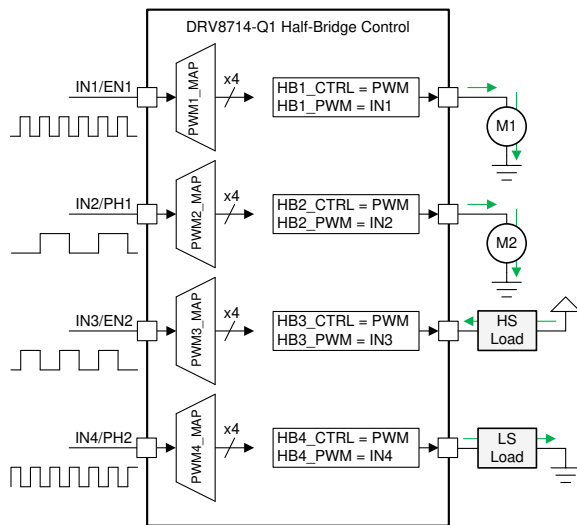 DRV8714-Q1 Half-Bridge Control
IN1/EN1
PWM1_MAP
x4
HB1_CTRL = PWM
HB1_PWM = IN1
M1
IN2/PH1
PWM2_MAP
x4
HB2_CTRL = PWM
HB2_PWM = IN2
M2
IN3/EN2
PWM3_MAP
x4
HB3_CTRL = PWM
HB3_PWM = IN3
HS
Load
IN4/PH2
PWM4_MAP
x4
HB4_CTRL = PWM
HB4_PWM = IN4
LS
Load